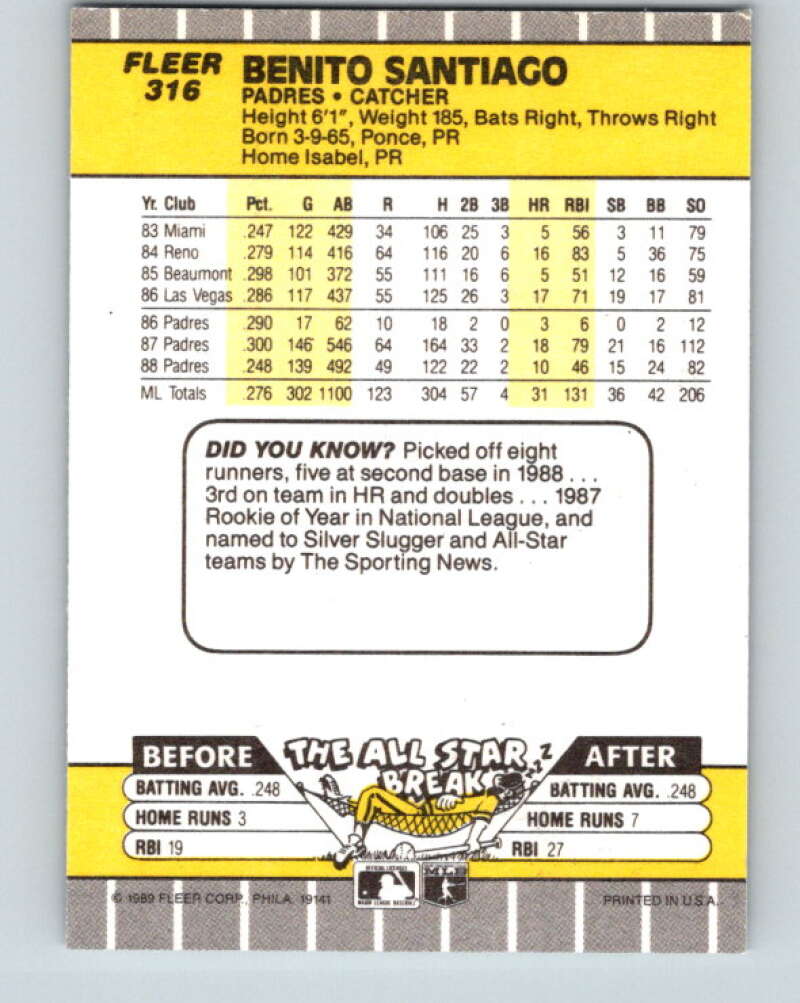 FLEER
316
BENITO SANTIAGO
PADRES • CATCHER
Height 6'1", Weight 185, Bats Right, Throws Right
Born 3-9-65, Ponce, PR
Home Isabel, PR
Yr. Club Pct. G AB R H 2B 3B HR RBI SB BB SO
83 Miami .247 122 429 34 106 25 3 5 56 3 11 79
84 Reno .279 114 416 64 116 20 6 16 83 5 36 75
85 Beaumont .298 101 372 55 111 16 6 5 51 12 16 59
86 Las Vegas .286 117 437 55 125 26 3 17 71 19 17 81
86 Padres .290 17 62 10 18 2 0 3 6 0 2 12
87 Padres .300 146 546 64 164 33 2 18 79 21 16 112
88 Padres .248 139 492 49 122 22 2 10 46 15 24 82
ML Totals .276 302 1100 123 304 57 4 31 131 36 42 206
DID YOU KNOW? Picked off eight
runners, five at second base in 1988 . . .
3rd on team in HR and doubles . . . 1987
Rookie of Year in National League, and
named to Silver Slugger and All-Star
teams by The Sporting News.
BEFORE THE ALL STAR BREAK ZZZ AFTER
BATTING AVG. .248 BATTING AVG. .248
HOME RUNS 3 HOME RUNS 7
RBI 19 RBI 27
OFFICIAL LICENSEE
MAJOR LEAGUE BASEBALL
MLB
© 1989 FLEER CORP., PHILA. 19141 PRINTED IN U.S.A.